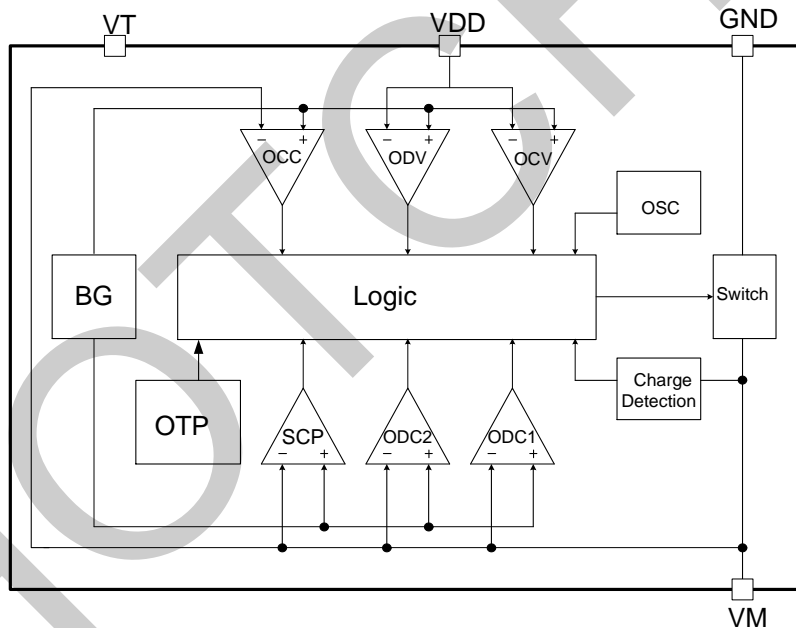 VT
VDD
GND
- +
OCC
- +
ODV
- +
OCV
OSC
BG
Logic
Switch
OTP
SCP
- +
ODC2
- +
ODC1
- +
Charge
Detection
VM